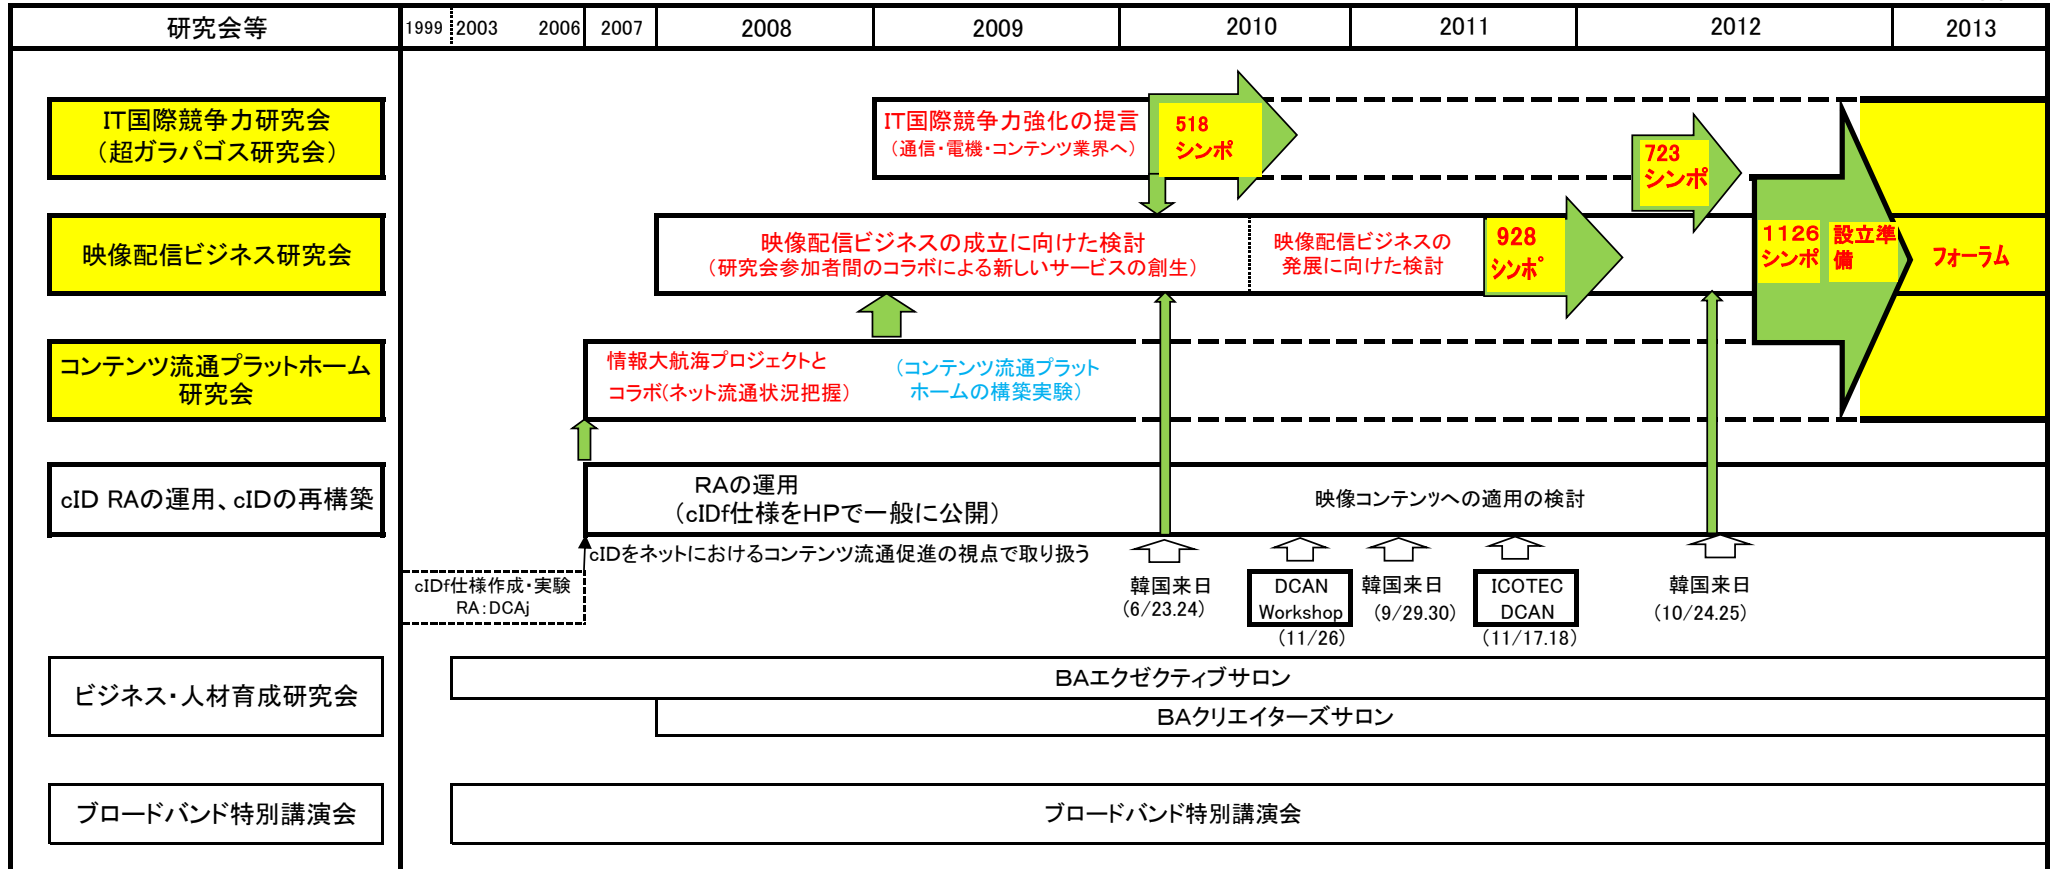 研究会等
1999
2003
2006
2007
2008
2009
2010
2011
2012
2013
IT国際競争力研究会
(超ガラパゴス研究会)
IT国際競争力強化の提言
(通信・電機・コンテンツ業界へ)
518
シンポ
723
シンポ
映像配信ビジネス研究会
映像配信ビジネスの成立に向けた検討
(研究会参加者間のコラボによる新しいサービスの創生)
映像配信ビジネスの
発展に向けた検討
928
シンポ
1126
シンポ
設立準
備
フォーラム
コンテンツ流通プラットホーム
研究会
情報大航海プロジェクトと
コラボ(ネット流通状況把握)
(コンテンツ流通プラット
ホームの構築実験)
cID RAの運用、cIDの再構築
RAの運用
(cIDf仕様をHPで一般に公開)
映像コンテンッへの適用の検討
cIDをネットにおけるコンテンツ流通促進の視点で取り扱う
cIDf仕様作成・実験
RA:DCAj
韓国来日
(6/23.24)
DCAN
Workshop
(11/26)
韓国来日
(9/29.30)
ICOTEC
DCAN
(11/17.18)
韓国来日
(10/24.25)
ビジネス・人材育成研究会
BAエクゼクティブサロン
BAクリエイターズサロン
ブロードバンド特別講演会
ブロードバンド特別講演会